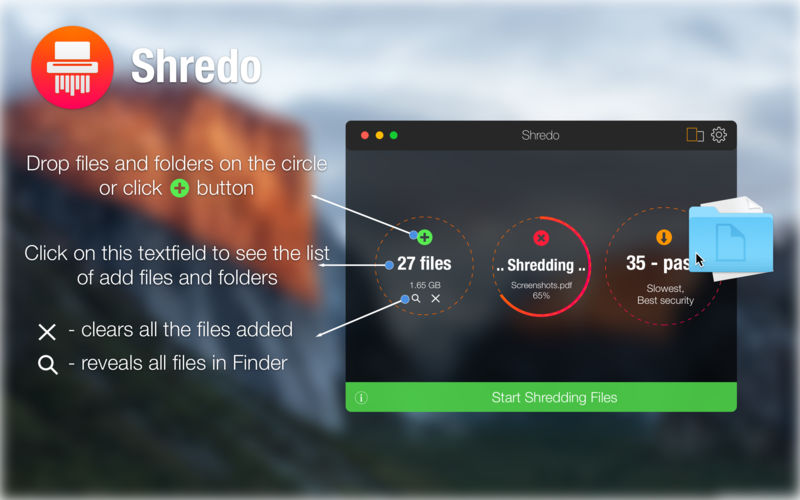 Shredo
Drop files and folders on the circle
or click button
Click on this textfield to see the list
of add files and folders
- clears all the files added
- reveals all files in Finder
Shredo
27 files
1.65 GB
.. Shredding ..
Screenshots.pdf
65%
35 - pas
Slowest,
Best security
Start Shredding Files